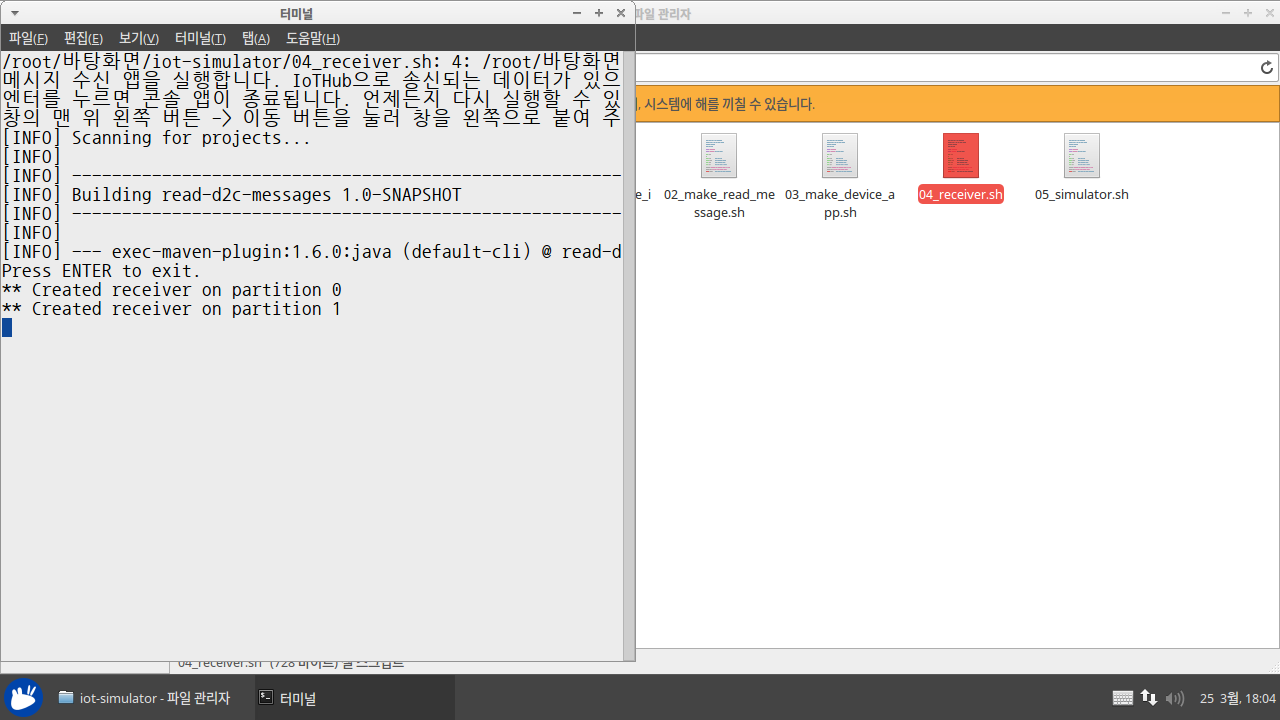 터미널
파일 관리자
파일(F) 편집(E) 보기(V) 터미널(T) 탭(A) 도움말(H)
/root/바탕화면/iot-simulator/04_receiver.sh: 4: /root/바탕화면
메시지 수신 앱을 실행합니다. IoTHub으로 송신되는 데이터가 있으
엔터를 누르면 콘솔 앱이 종료됩니다. 언제든지 다시 실행할 수 있
창의 맨 위 왼쪽 버튼 -> 이동 버튼을 눌러 창을 왼쪽으로 붙여 주
[INFO] Scanning for projects...
[INFO]
[INFO] -------------------------------------------------------
[INFO] Building read-d2c-messages 1.0-SNAPSHOT
[INFO] -------------------------------------------------------
[INFO]
[INFO] --- exec-maven-plugin:1.6.0:java (default-cli) @ read-d
Press ENTER to exit.
** Created receiver on partition 0
** Created receiver on partition 1
, 시스템에 해를 끼칠 수 있습니다.
e_i
02_make_read_me
ssage.sh
03_make_device_a
pp.sh
04_receiver.sh
05_simulator.sh
04_receiver.sh" (728 바이트) 셸 스크립트
iot-simulator - 파일 관리자
터미널
25 3월, 18:04